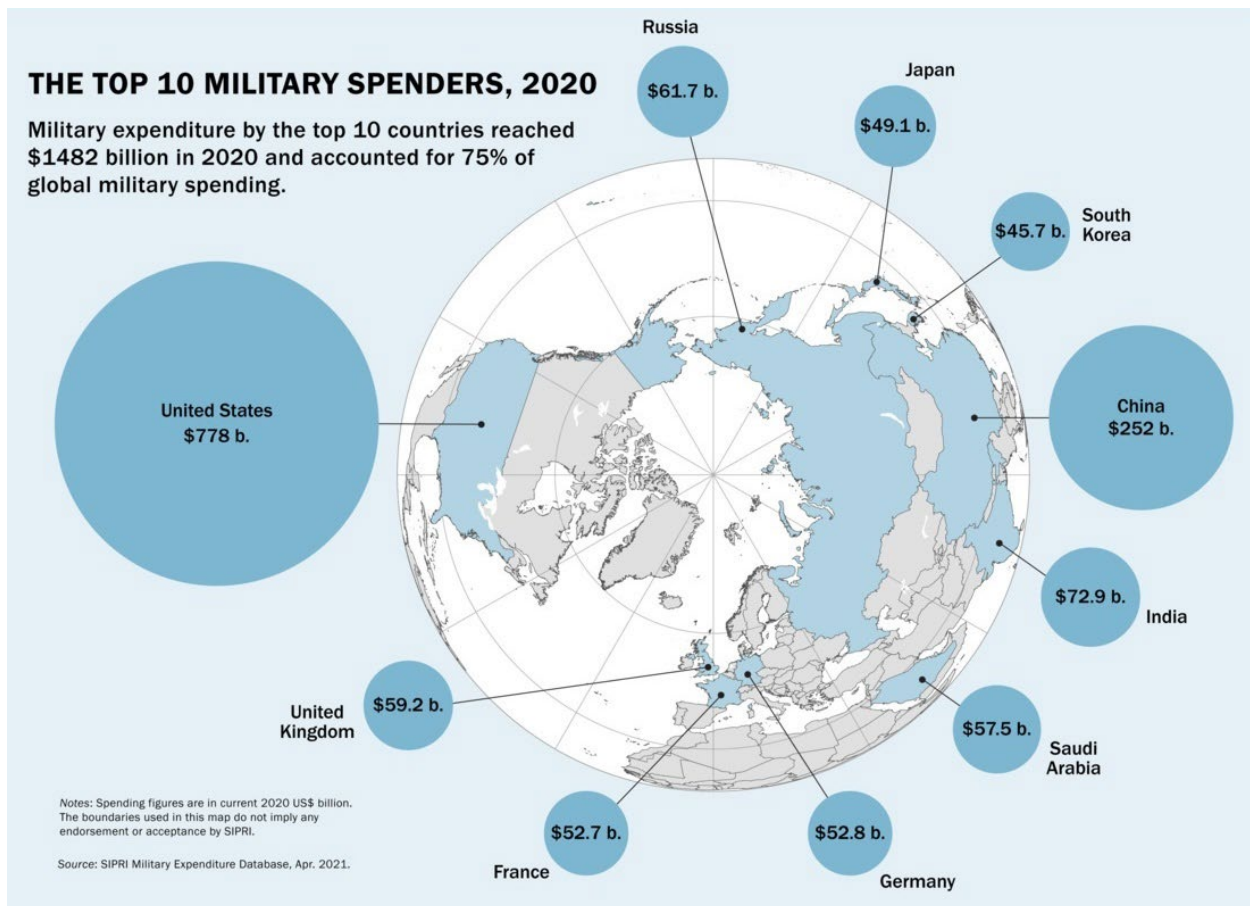 THE TOP 10 MILITARY SPENDERS, 2020
Military expenditure by the top 10 countries reached
$1482 billion in 2020 and accounted for 75% of
global military spending.
Russia
$61.7 b.
Japan
$49.1 b.
South
Korea
$45.7 b.
United States
$778 b.
China
$252 b.
$72.9 b.
India
United
Kingdom
$59.2 b.
$57.5 b.
Saudi
Arabia
$52.7 b.
France
$52.8 b.
Germany
Notes: Spending figures are in current 2020 US$ billion.
The boundaries used in this map do not imply any
endorsement or acceptance by SIPRI.
Source: SIPRI Military Expenditure Database, Apr. 2021.